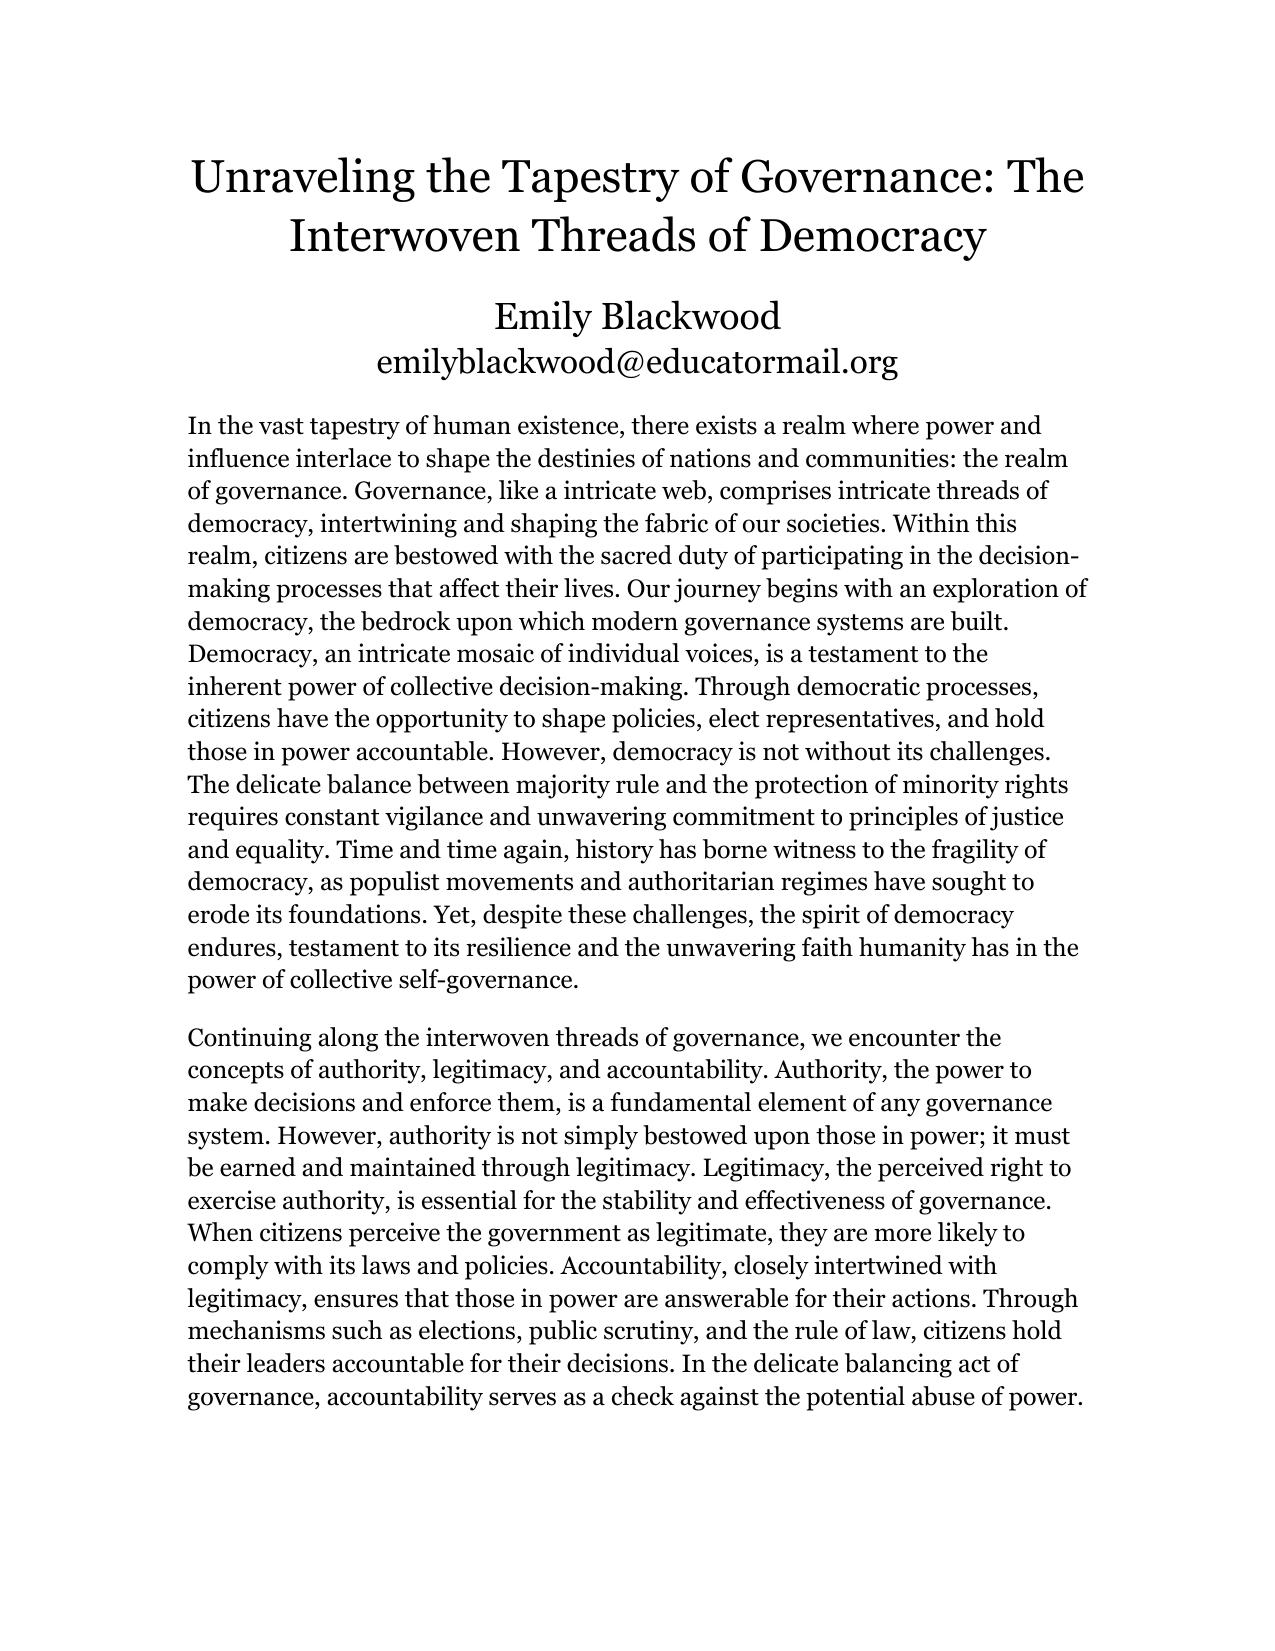 Unraveling the Tapestry of Governance: The
Interwoven Threads of Democracy
Emily Blackwood
emilyblackwood@educatormail.org
In the vast tapestry of human existence, there exists a realm where power and
influence interlace to shape the destinies of nations and communities: the realm
of governance. Governance, like a intricate web, comprises intricate threads of
democracy, intertwining and shaping the fabric of our societies. Within this
realm, citizens are bestowed with the sacred duty of participating in the decision-
making processes that affect their lives. Our journey begins with an exploration of
democracy, the bedrock upon which modern governance systems are built.
Democracy, an intricate mosaic of individual voices, is a testament to the
inherent power of collective decision-making. Through democratic processes,
citizens have the opportunity to shape policies, elect representatives, and hold
those in power accountable. However, democracy is not without its challenges.
The delicate balance between majority rule and the protection of minority rights
requires constant vigilance and unwavering commitment to principles of justice
and equality. Time and time again, history has borne witness to the fragility of
democracy, as populist movements and authoritarian regimes have sought to
erode its foundations. Yet, despite these challenges, the spirit of democracy
endures, testament to its resilience and the unwavering faith humanity has in the
power of collective self-governance.
Continuing along the interwoven threads of governance, we encounter the
concepts of authority, legitimacy, and accountability. Authority, the power to
make decisions and enforce them, is a fundamental element of any governance
system. However, authority is not simply bestowed upon those in power; it must
be earned and maintained through legitimacy. Legitimacy, the perceived right to
exercise authority, is essential for the stability and effectiveness of governance.
When citizens perceive the government as legitimate, they are more likely to
comply with its laws and policies. Accountability, closely intertwined with
legitimacy, ensures that those in power are answerable for their actions. Through
mechanisms such as elections, public scrutiny, and the rule of law, citizens hold
their leaders accountable for their decisions. In the delicate balancing act of
governance, accountability serves as a check against the potential abuse of power.